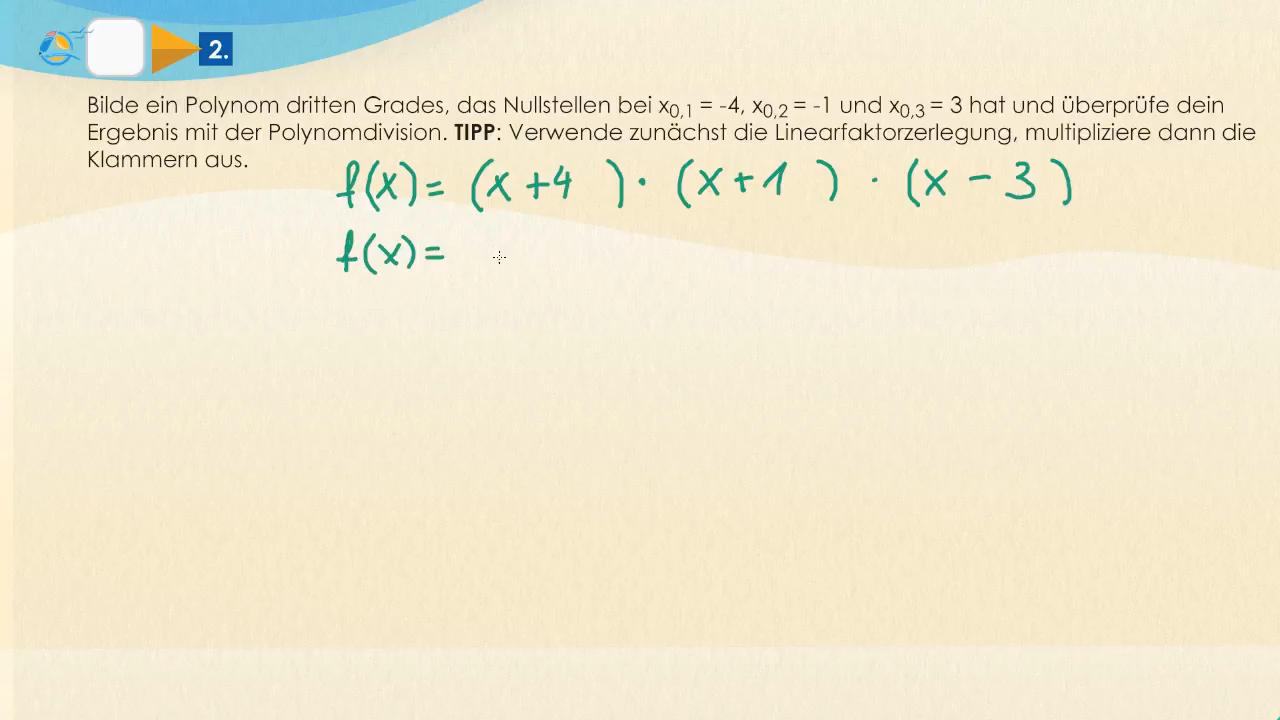 2.
Bilde ein Polynom dritten Grades, das Nullstellen bei x0,1 = -4, x0,2 = -1 und x0,3 = 3 hat und überprüfe dein
Ergebnis mit der Polynomdivision. TIPP: Verwende zunächst die Linearfaktorzerlegung, multipliziere dann die
Klammern aus.
f(x) = (x + 4 ) · (x + 1 ) · (x - 3 )
f(x) =